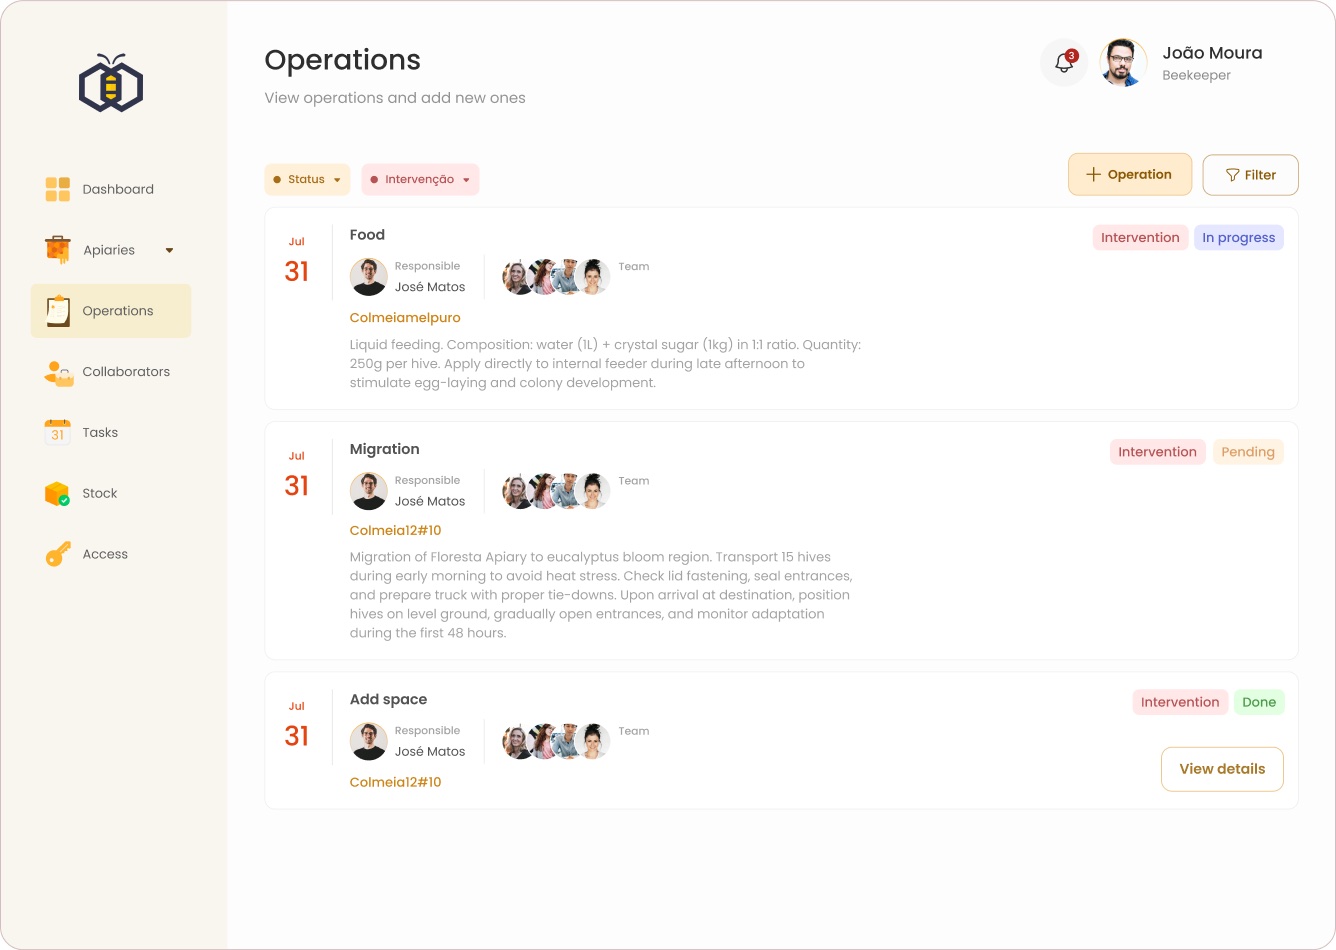 Operations
View operations and add new ones
3
João Moura
Beekeeper
Dashboard
Apiaries
Operations
Collaborators
31
Tasks
Stock
Access
Status
Intervenção
Operation
Filter
Jul
31
Food
Responsible
José Matos
Team
Intervention
In progress
Colmeiamelpuro
Liquid feeding. Composition: water (1L) + crystal sugar (1kg) in 1:1 ratio. Quantity:
250g per hive. Apply directly to internal feeder during late afternoon to
stimulate egg-laying and colony development.
Jul
31
Migration
Responsible
José Matos
Team
Intervention
Pending
Colmeia12#10
Migration of Floresta Apiary to eucalyptus bloom region. Transport 15 hives
during early morning to avoid heat stress. Check lid fastening, seal entrances,
and prepare truck with proper tie-downs. Upon arrival at destination, position
hives on level ground, gradually open entrances, and monitor adaptation
during the first 48 hours.
Jul
31
Add space
Responsible
José Matos
Team
Intervention
Done
Colmeia12#10
View details